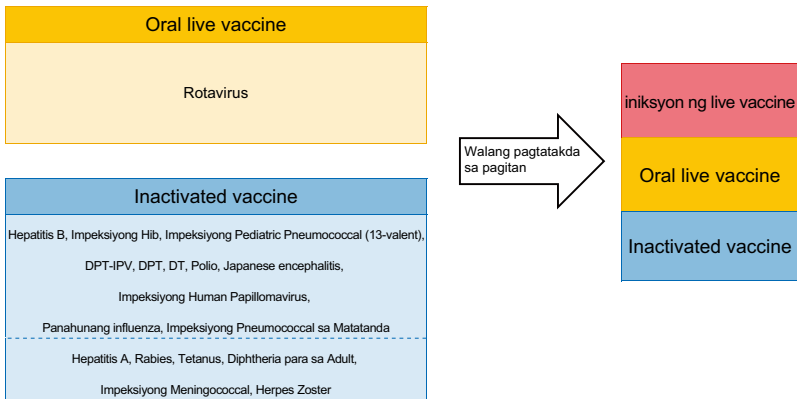 Oral live vaccine
Rotavirus
Inactivated vaccine
Hepatitis B, Impeksiyong Hib, Impeksiyong Pediatric Pneumococcal (13-valent),
DPT-IPV, DPT, DT, Polio, Japanese encephalitis,
Impeksiyong Human Papillomavirus,
Panahunang influenza, Impeksiyong Pneumococcal sa Matatanda
Hepatitis A, Rabies, Tetanus, Diphtheria para sa Adult,
Impeksiyong Meningococcal, Herpes Zoster
Walang pagtatakda
sa pagitan
iniksyon ng live vaccine
Oral live vaccine
Inactivated vaccine